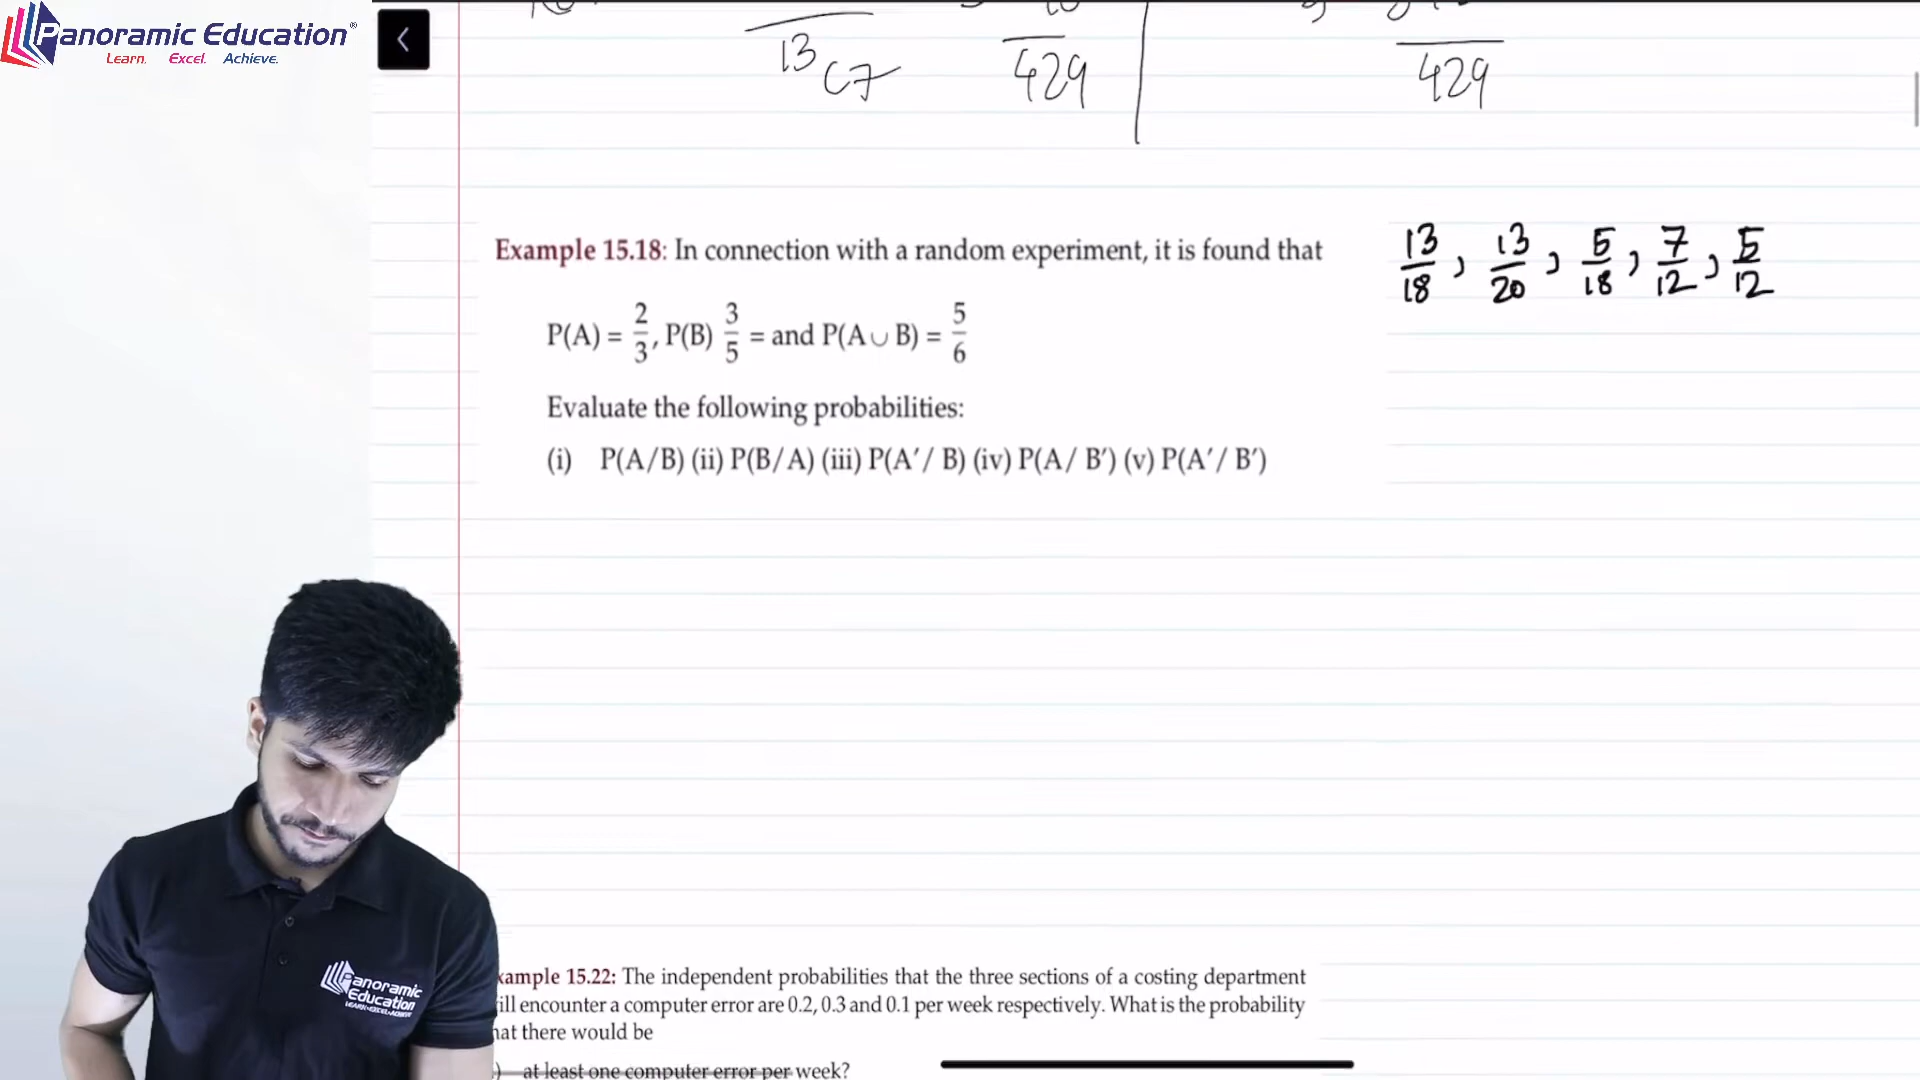 Panoramic Education®
Learn. Excel. Achieve.
13C7
429
429
Example 15.18: In connection with a random experiment, it is found that
P(A) = 2/3, P(B) 3/5 = and P(A ∪ B) = 5/6
13/18, 13/20, 5/18, 7/12, 5/12
Evaluate the following probabilities:
(i) P(A/B) (ii) P(B/A) (iii) P(A′/ B) (iv) P(A/ B′) (v) P(A′/ B′)
Panoramic
Education
LEARN•EXCEL•ACHIEVE
xample 15.22: The independent probabilities that the three sections of a costing department
ill encounter a computer error are 0.2, 0.3 and 0.1 per week respectively. What is the probability
hat there would be
) at least one computer error per week?